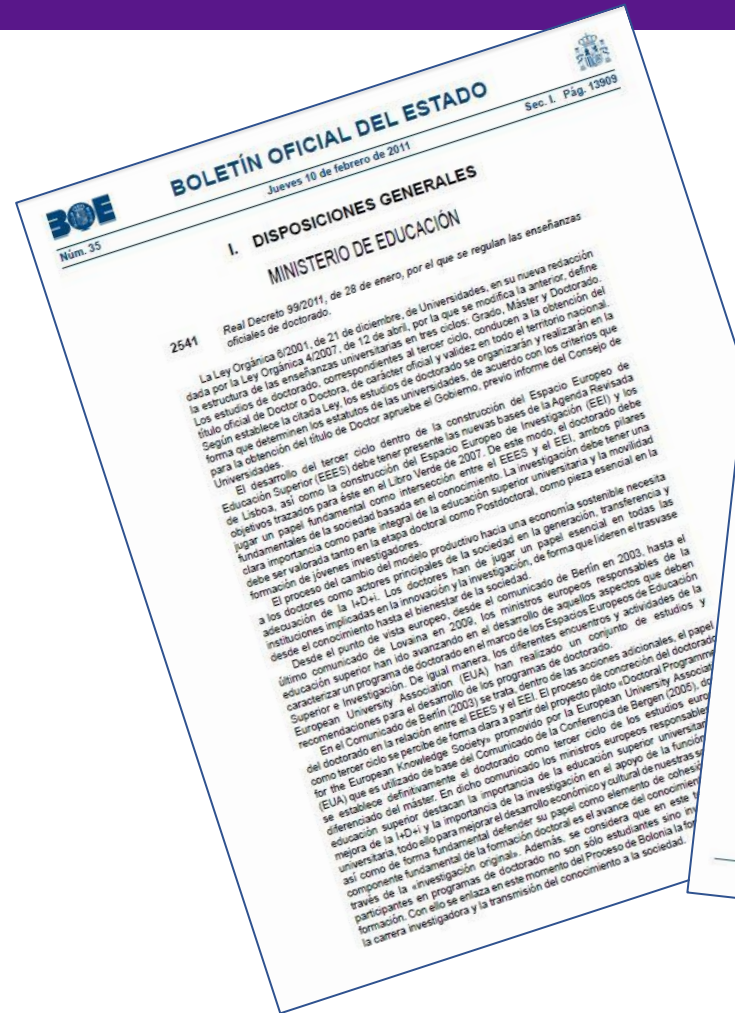 BOE
BOLETÍN OFICIAL DEL ESTADO
Núm. 35
Jueves 10 de febrero de 2011
Sec. I. Pág. 13909
I. DISPOSICIONES GENERALES
MINISTERIO DE EDUCACIÓN
2541
Real Decreto 99/2011, de 28 de enero, por el que se regulan las enseñanzas
oficiales de doctorado.
La Ley Orgánica 6/2001, de 21 de diciembre, de Universidades, en su nueva redacción
dada por la Ley Orgánica 4/2007, de 12 de abril, por la que se modifica la anterior, define
la estructura de las enseñanzas universitarias en tres ciclos: Grado, Máster y Doctorado.
Los estudios de doctorado, correspondientes al tercer ciclo, conducen a la obtención del
título oficial de Doctor o Doctora, de carácter oficial y validez en todo el territorio nacional.
Según establece la citada Ley, los estudios de doctorado se organizarán y realizarán en la
forma que determinen los estatutos de las universidades, de acuerdo con los criterios que
para la obtención del título de Doctor apruebe el Gobierno, previo informe del Consejo de
Universidades.
El desarrollo del tercer ciclo dentro de la construcción del Espacio Europeo de
Educación Superior (EEES) debe tener presente las nuevas bases de la Agenda Revisada
de Lisboa, así como la construcción del Espacio Europeo de Investigación (EEI) y los
objetivos trazados para éste en el Libro Verde de 2007. De este modo, el doctorado debe
jugar un papel fundamental como intersección entre el EEES y el EEI, ambos pilares
fundamentales de la sociedad basada en el conocimiento. La investigación debe tener una
clara importancia como parte integral de la educación superior universitaria y la movilidad
debe ser valorada tanto en la etapa doctoral como Postdoctoral, como pieza esencial en la
formación de jóvenes investigadores.
El proceso del cambio del modelo productivo hacia una economía sostenible necesita
a los doctores como actores principales de la sociedad en la generación, transferencia y
adecuación de la I+D+i. Los doctores han de jugar un papel esencial en todas las
instituciones implicadas en la innovación y la investigación, de forma que lideren el trasvase
desde el conocimiento hasta el bienestar de la sociedad.
Desde el punto de vista europeo, desde el comunicado de Berlín en 2003, hasta el
último comunicado de Lovaina en 2009, los ministros europeos responsables de la
educación superior han ido avanzando en el desarrollo de aquellos aspectos que deben
caracterizar un programa de doctorado en el marco de los Espacios Europeos de Educación
Superior e Investigación. De igual manera, los diferentes encuentros y actividades de la
European University Association (EUA) han realizado un conjunto de estudios y
recomendaciones para el desarrollo de los programas de doctorado.
En el Comunicado de Berlín (2003) se trata, dentro de las acciones adicionales, el papel
del doctorado en la relación entre el EEES y el EEI. El proceso de concreción del doctorado
como tercer ciclo se percibe de forma clara a partir del proyecto piloto «Doctoral Programme
for the European Knowledge Society» promovido por la European University Associat
(EUA) que es utilizado de base del Comunicado de la Conferencia de Bergen (2005), do
se establece definitivamente el doctorado como tercer ciclo de los estudios euro
diferenciado del máster. En dicho comunicado los ministros europeos responsables
educación superior destacan la importancia de la educación superior universitar
mejora de la I+D+i y la importancia de la investigación en el apoyo de la función
universitaria, todo ello para mejorar el desarrollo económico y cultural de nuestras s
así como de forma fundamental defender su papel como elemento de cohesi
componente fundamental de la formación doctoral es el avance del conocimien
través de la «investigación original». Además, se considera que en este t
participantes en programas de doctorado no son sólo estudiantes sino inv
formación. Con ello se enlaza en este momento del Proceso de Bolonia la fo
la carrera investigadora y la transmisión del conocimiento a la sociedad.